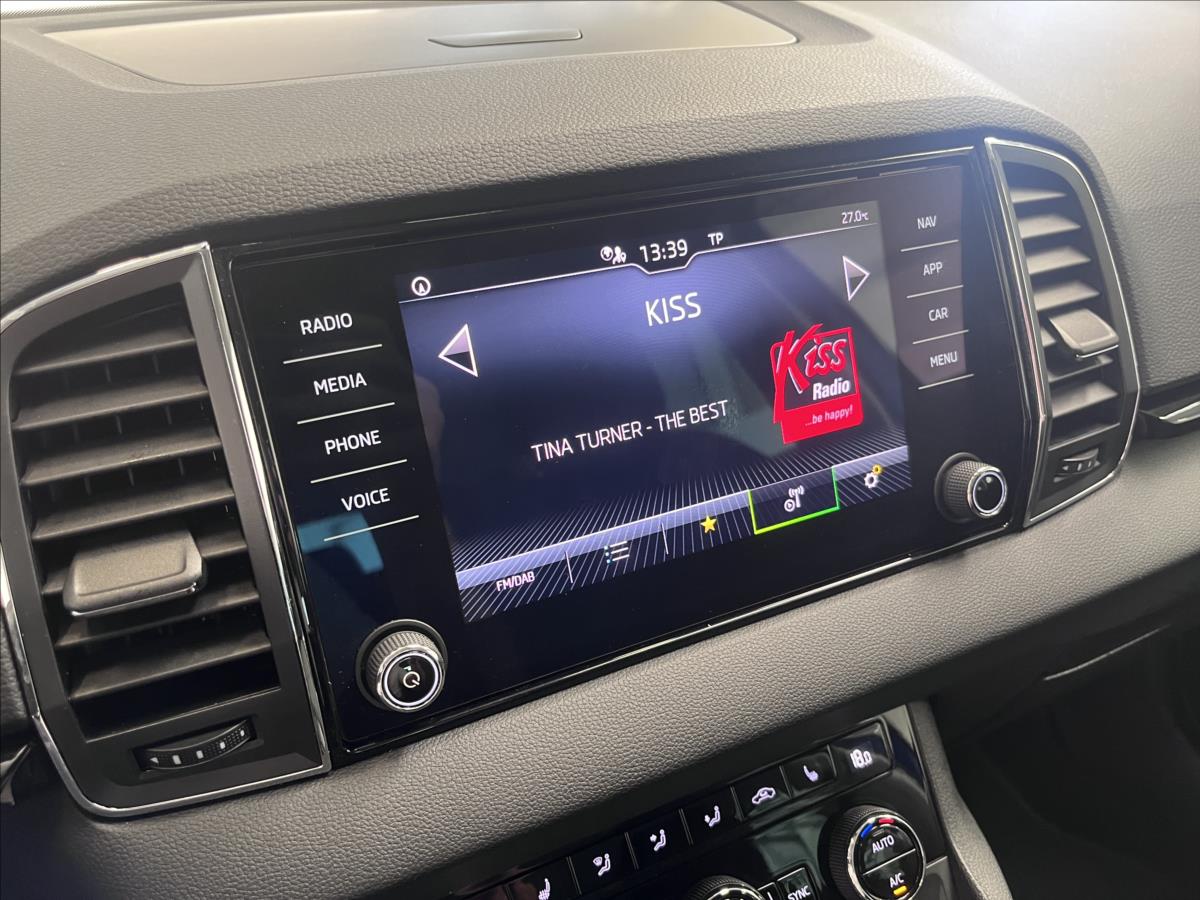 13:39
TP
27.0°C
RADIO
MEDIA
PHONE
VOICE
KISS
TINA TURNER - THE BEST
Kiss
Radio
...be happy!
FM/DAB
NAV
APP
CAR
MENU
18.0
AUTO
A/C
SYNC